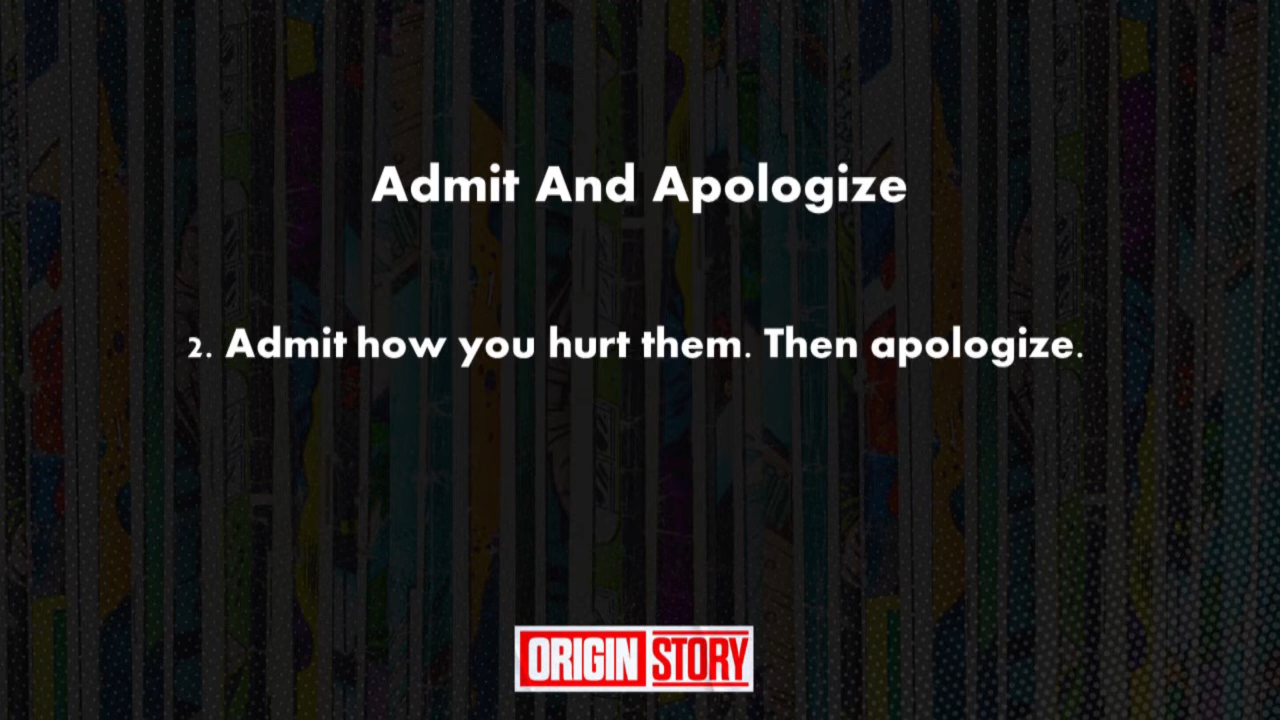 Admit And Apologize
2. Admit how you hurt them. Then apologize.
ORIGIN STORY